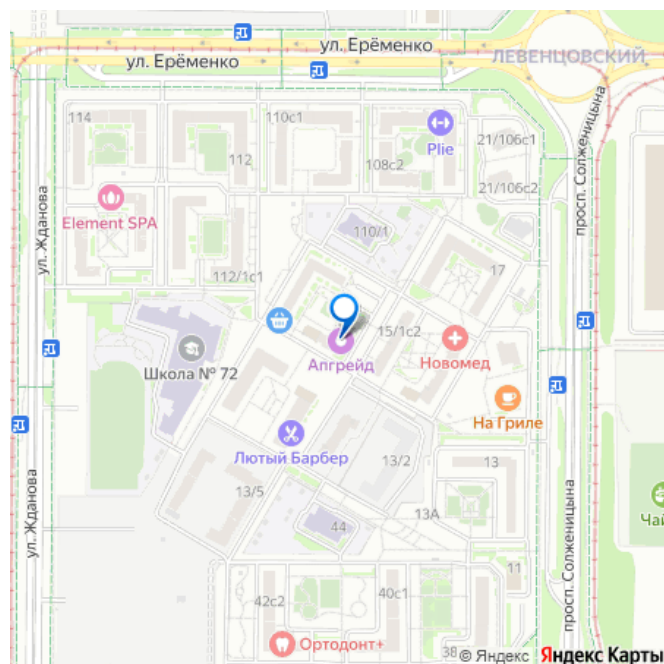 ул. Ерёменко
ул. Ерёменко
ЛЕВЕНЦОВСКИЙ
114
110с1
Plie
112
108с2
21/106с1
21/106с2
просп. Солженицына
ул. Жданова
Element SPA
110/1
112/1с1
17
15/1с2
Новомед
Апгрейд
Школа № 72
На Гриле
Лютый Барбер
13/2
13
13/5
13А
44
ул. Жданова
просп. Солженицына
Чай
11
42с2
40с1
38
Ортодонт+
© Яндекс Яндекс Карты